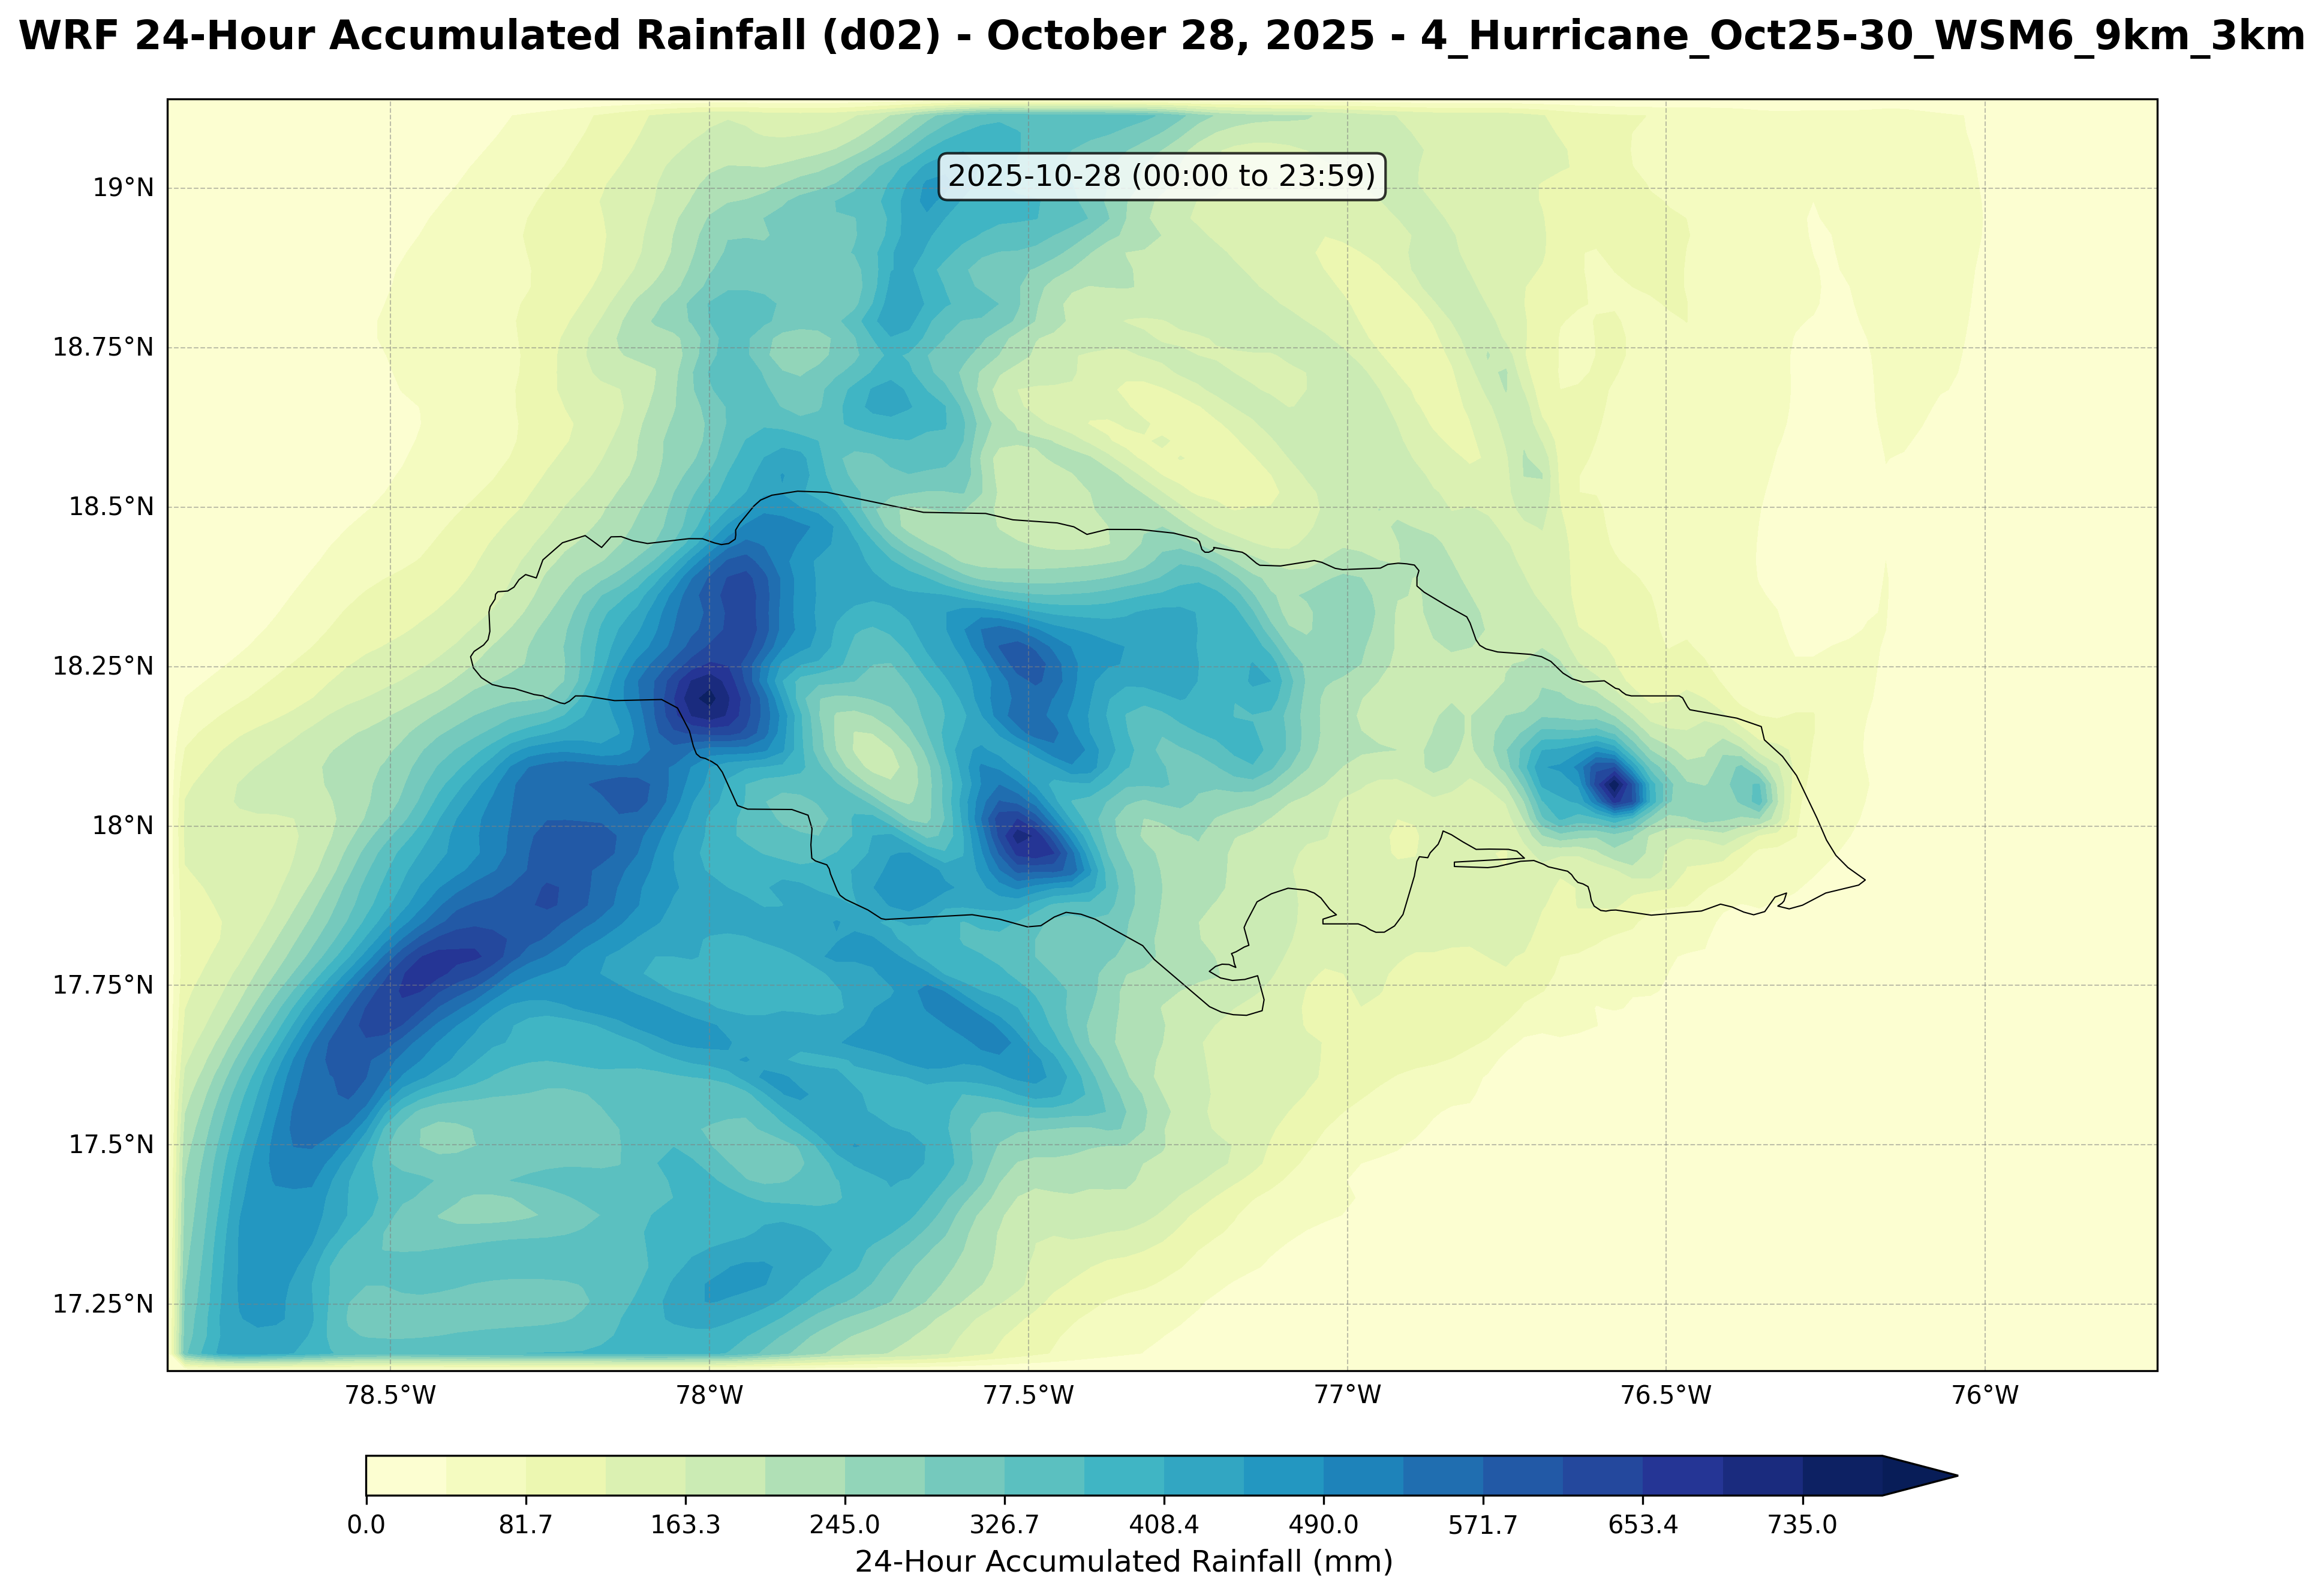 WRF 24-Hour Accumulated Rainfall (d02) - October 28, 2025 - 4_Hurricane_Oct25-30_WSM6_9km_3km
2025-10-28 (00:00 to 23:59)
19°N
18.75°N
18.5°N
18.25°N
18°N
17.75°N
17.5°N
17.25°N
78.5°W 78°W 77.5°W 77°W 76.5°W 76°W
0.0 81.7 163.3 245.0 326.7 408.4 490.0 571.7 653.4 735.0
24-Hour Accumulated Rainfall (mm)